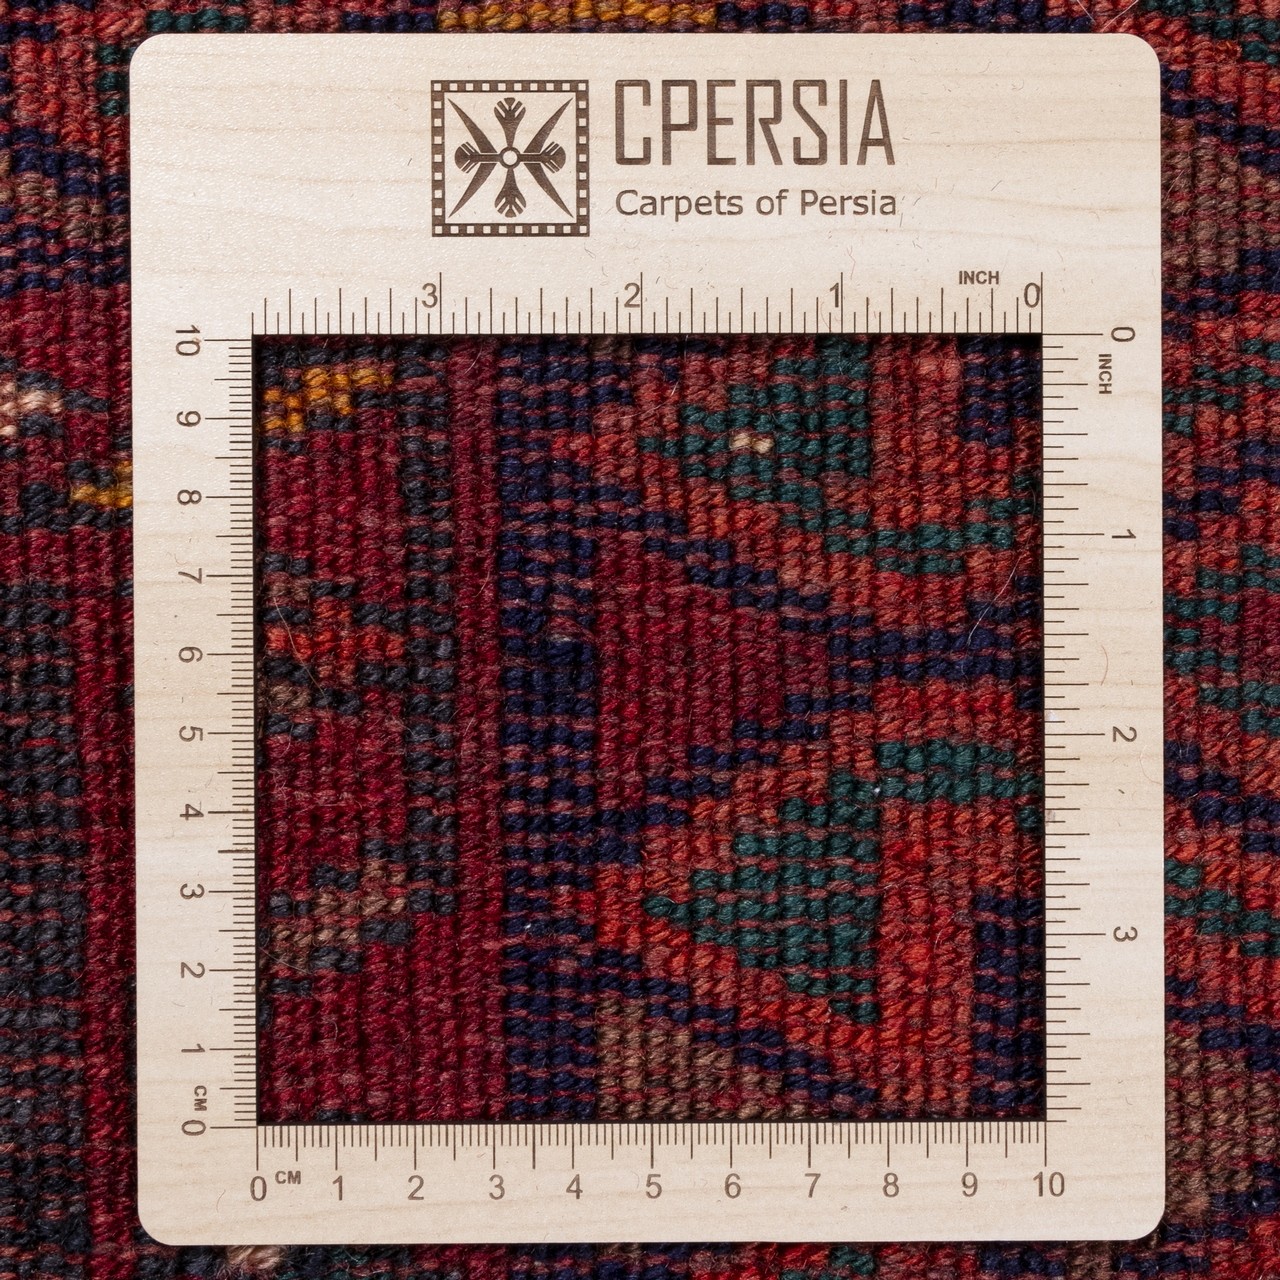 CPERSIA
Carpets of Persia
INCH
3 2 1 0
10 9 8 7 6 5 4 3 2 1 0
CM
0 1 2 3
INCH
0 CM 1 2 3 4 5 6 7 8 9 10